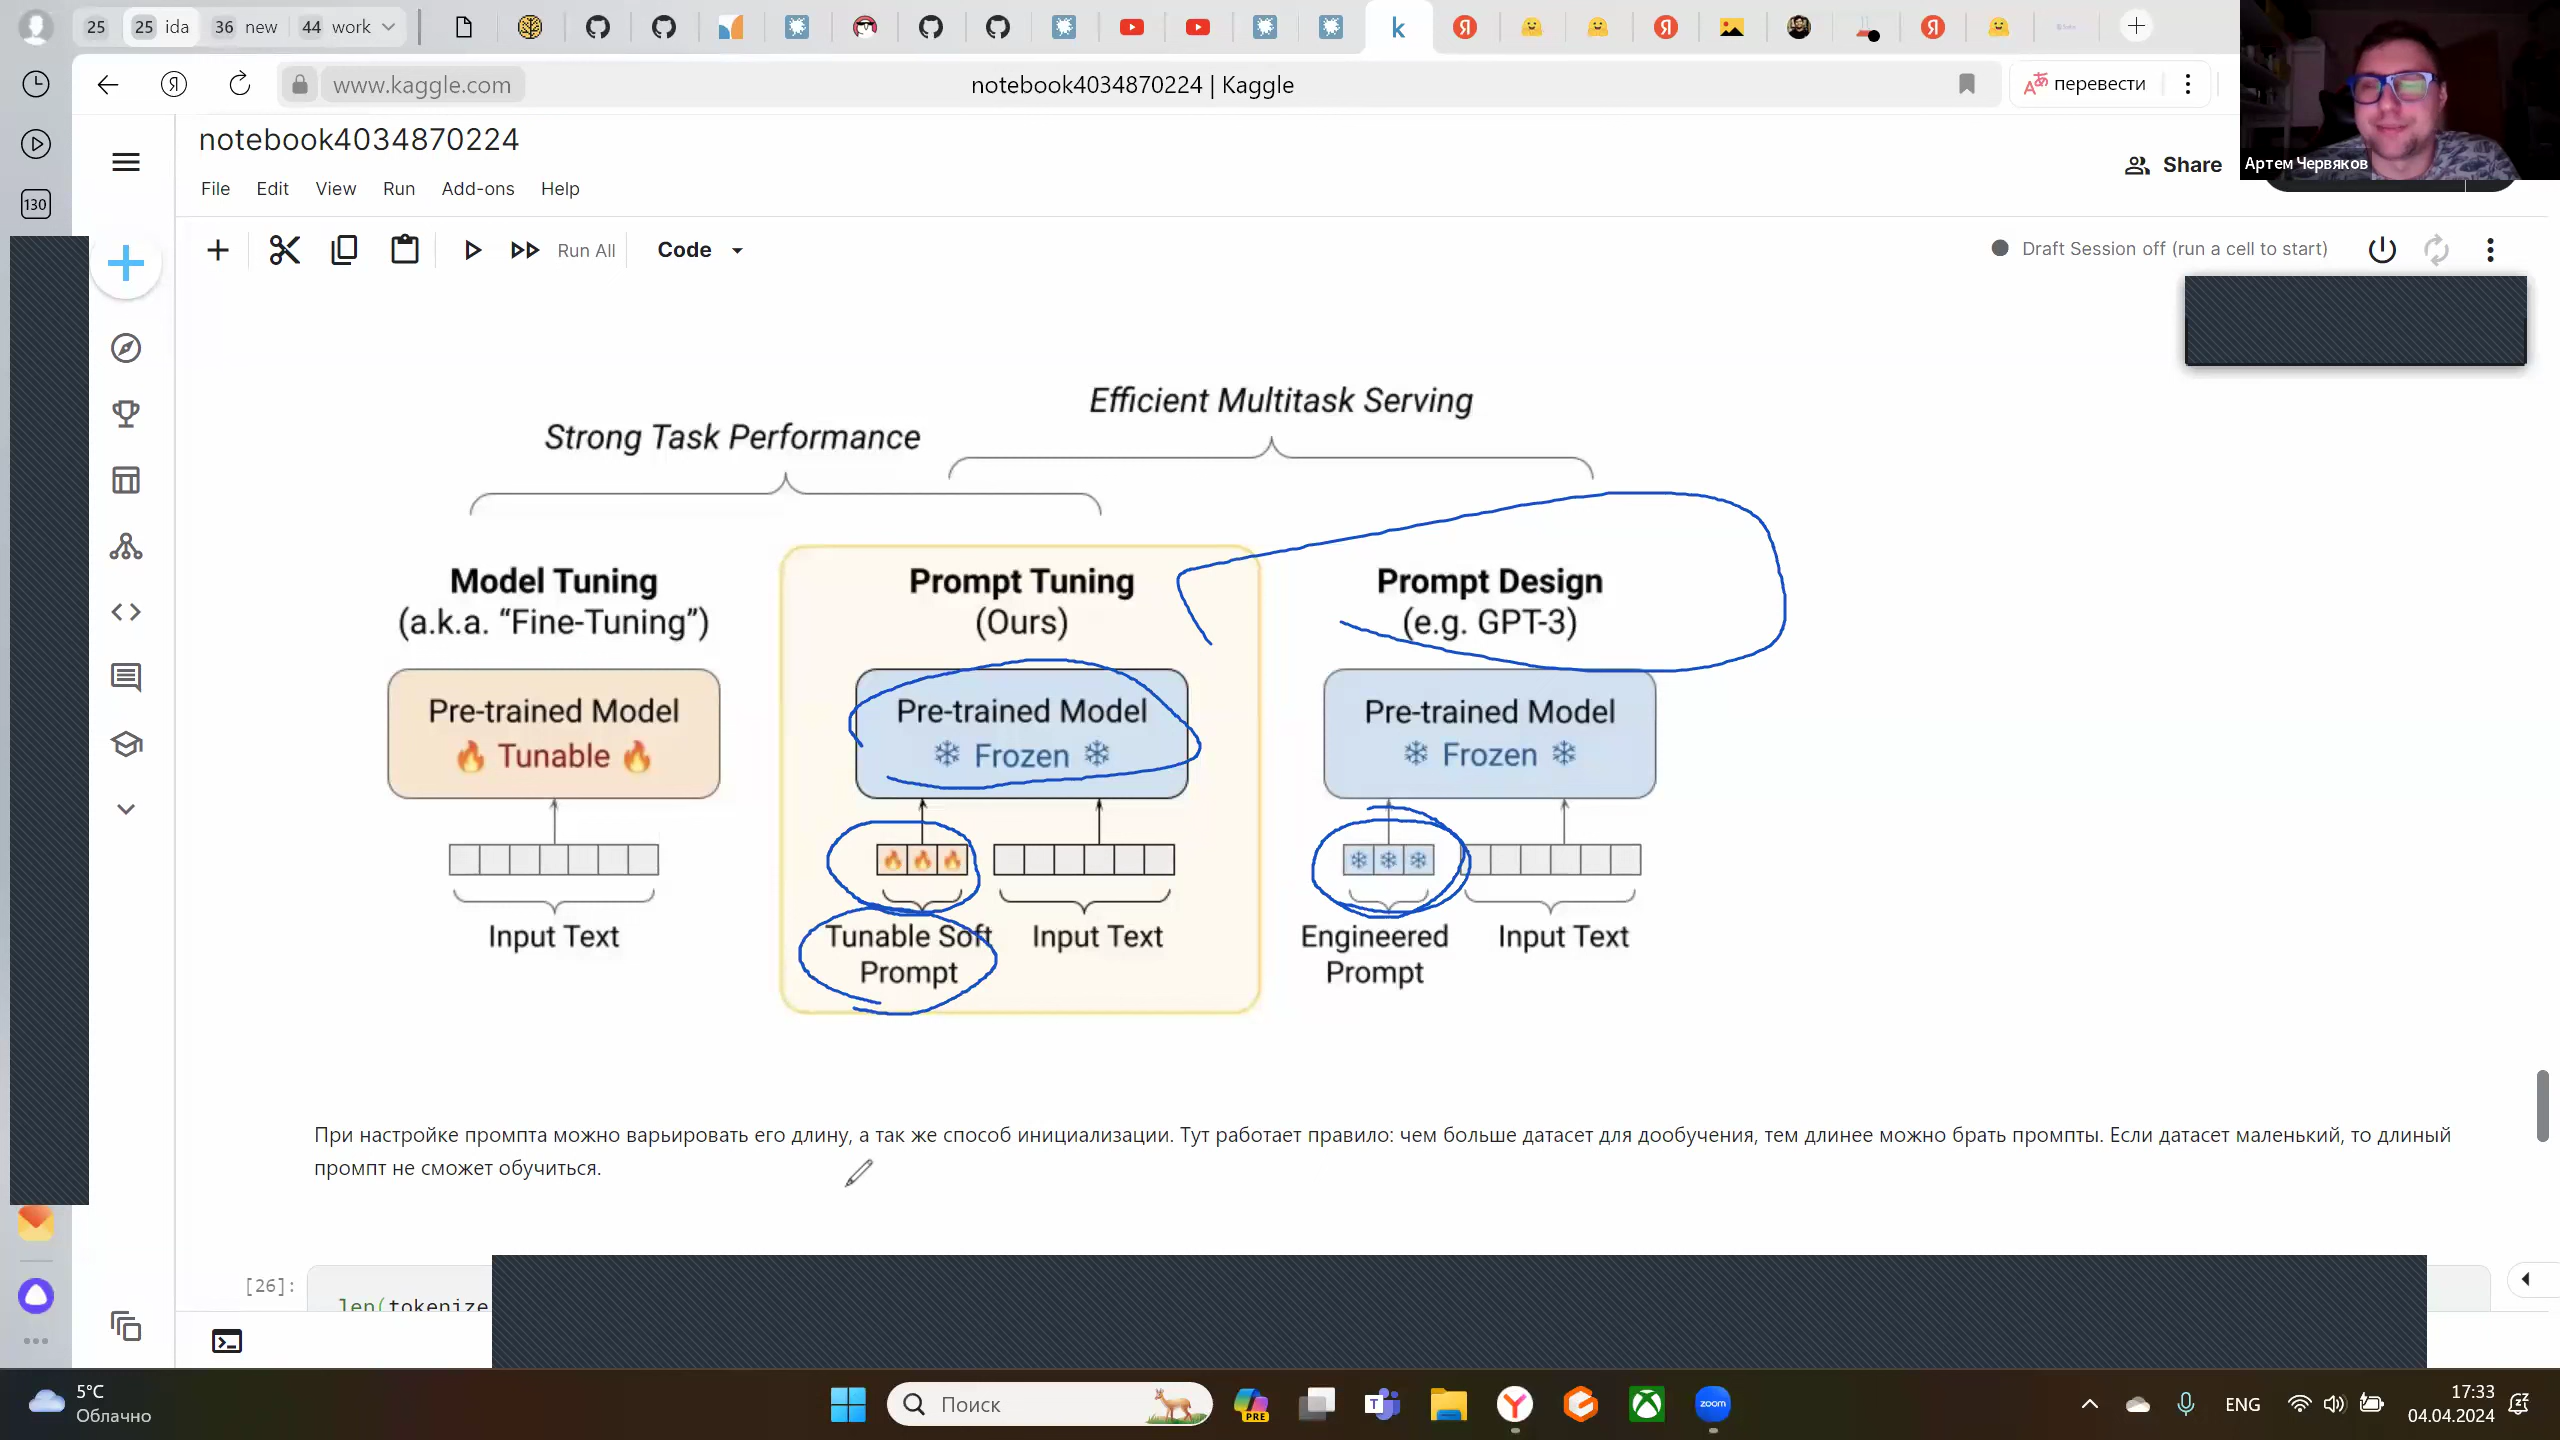 25
25 ida
36 new
44 work
www.kaggle.com
notebook4034870224 | Kaggle
перевести
130
notebook4034870224
Share
Артем Червяков
File Edit View Run Add-ons Help
Run All
Code
Draft Session off (run a cell to start)
Efficient Multitask Serving
Strong Task Performance
Model Tuning
(a.k.a. “Fine-Tuning”)
Prompt Tuning
(Ours)
Prompt Design
(e.g. GPT-3)
Pre-trained Model
Tunable
Pre-trained Model
Frozen
Pre-trained Model
Frozen
Input Text
Tunable Soft
Prompt
Input Text
Engineered
Prompt
Input Text
При настройке промпта можно варьировать его длину, а так же способ инициализации. Тут работает правило: чем больше датасет для дообучения, тем длинее можно брать промпты. Если датасет маленький, то длиный
промпт не сможет обучиться.
[26]:
len(tokenize
5°C
Облачно
Поиск
PRE
zoom
ENG
17:33
04.04.2024